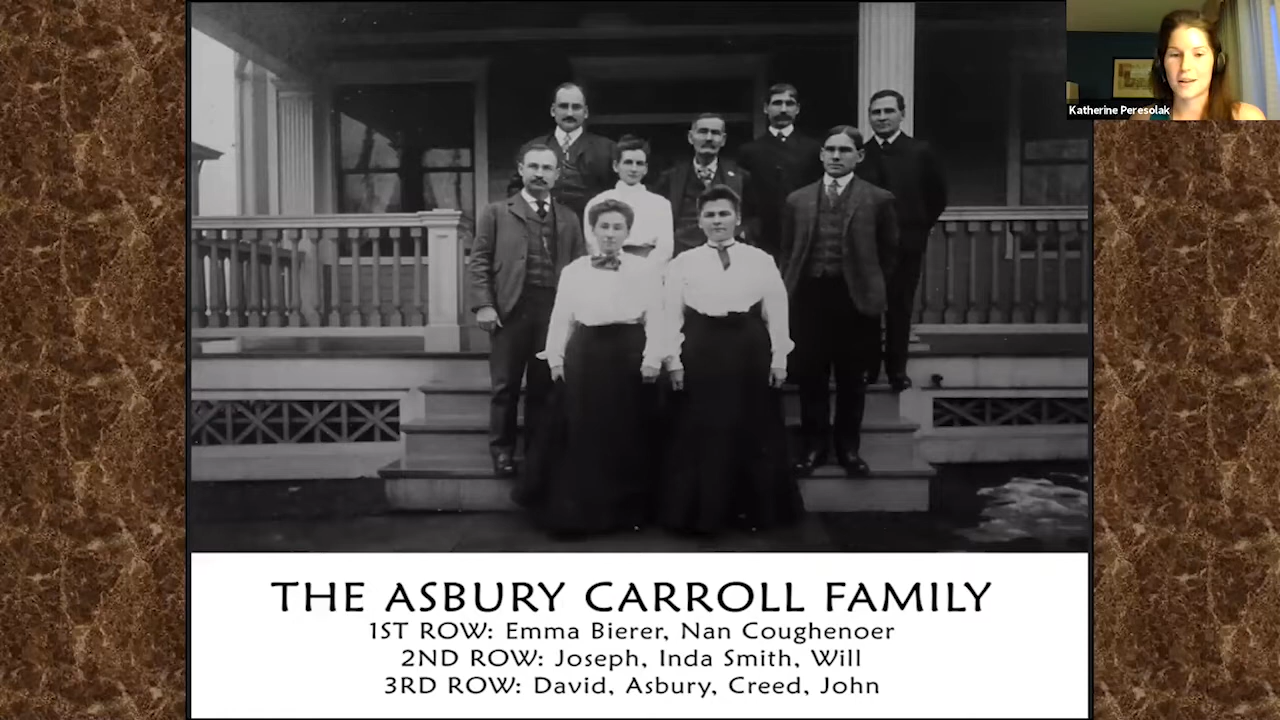 Katherine Peresolak
THE ASBURY CARROLL FAMILY
1ST ROW: Emma Bierer, Nan Coughenoer
2ND ROW: Joseph, Inda Smith, Will
3RD ROW: David, Asbury, Creed, John